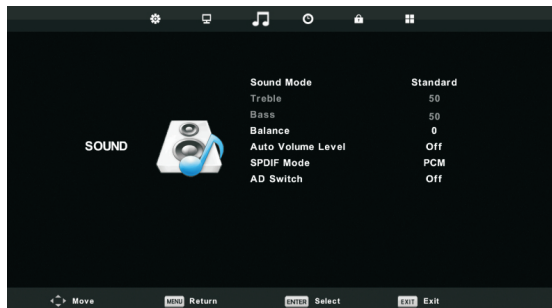 SOUND
Sound Mode Standard
Treble 50
Bass 50
Balance 0
Auto Volume Level Off
SPDIF Mode PCM
AD Switch Off
Move MENU Return ENTER Select EXIT Exit